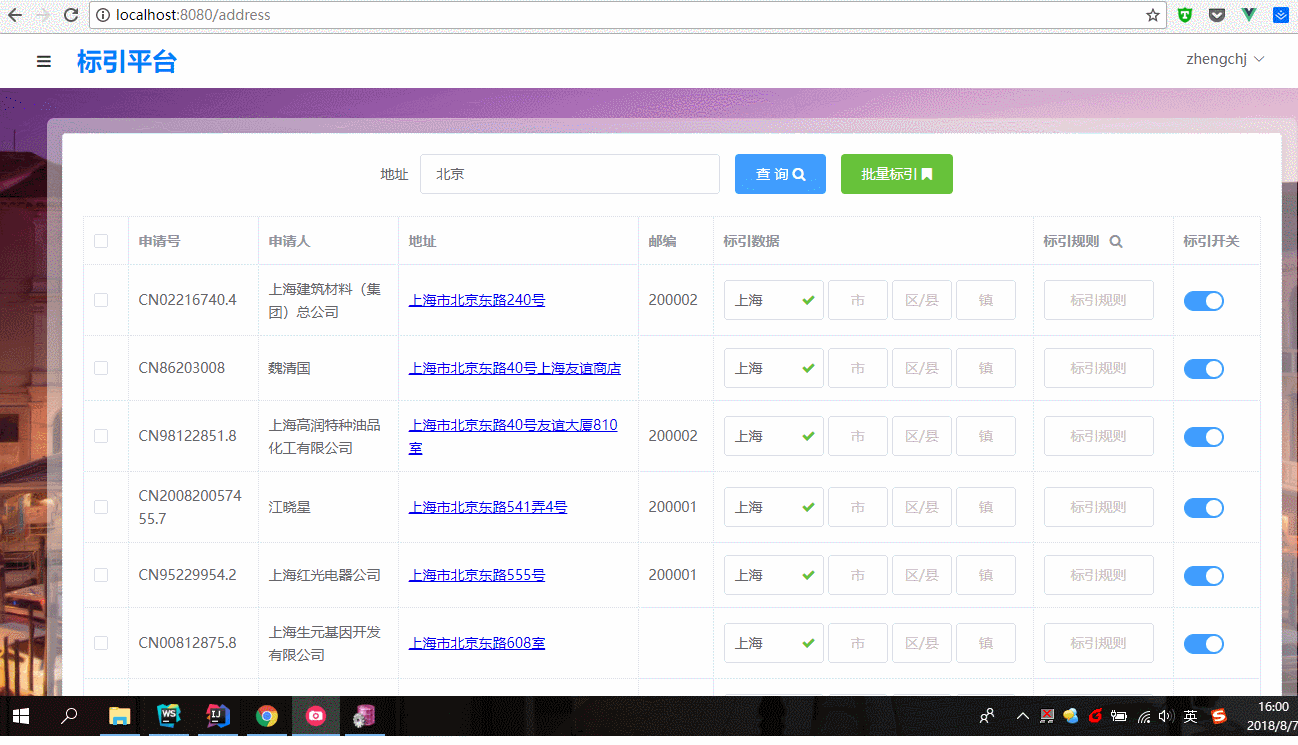 localhost:8080/address
标引平台
zhengchj
地址 北京 查 询 批量标引
申请号 申请人 地址 邮编 标引数据 标引规则 标引开关
CN02216740.4 上海建筑材料（集团）总公司 上海市北京东路240号 200002 上海 市 区/县 镇 标引规则
CN86203008 魏清国 上海市北京东路40号上海友谊商店 上海 市 区/县 镇 标引规则
CN98122851.8 上海高润特种油品化工有限公司 上海市北京东路40号友谊大厦810室 200002 上海 市 区/县 镇 标引规则
CN200820057455.7 江晓星 上海市北京东路541弄4号 200001 上海 市 区/县 镇 标引规则
CN95229954.2 上海红光电器公司 上海市北京东路555号 200001 上海 市 区/县 镇 标引规则
CN00812875.8 上海生元基因开发有限公司 上海市北京东路608室 上海 市 区/县 镇 标引规则
WS IJ 英 S 16:00
2018/8/7